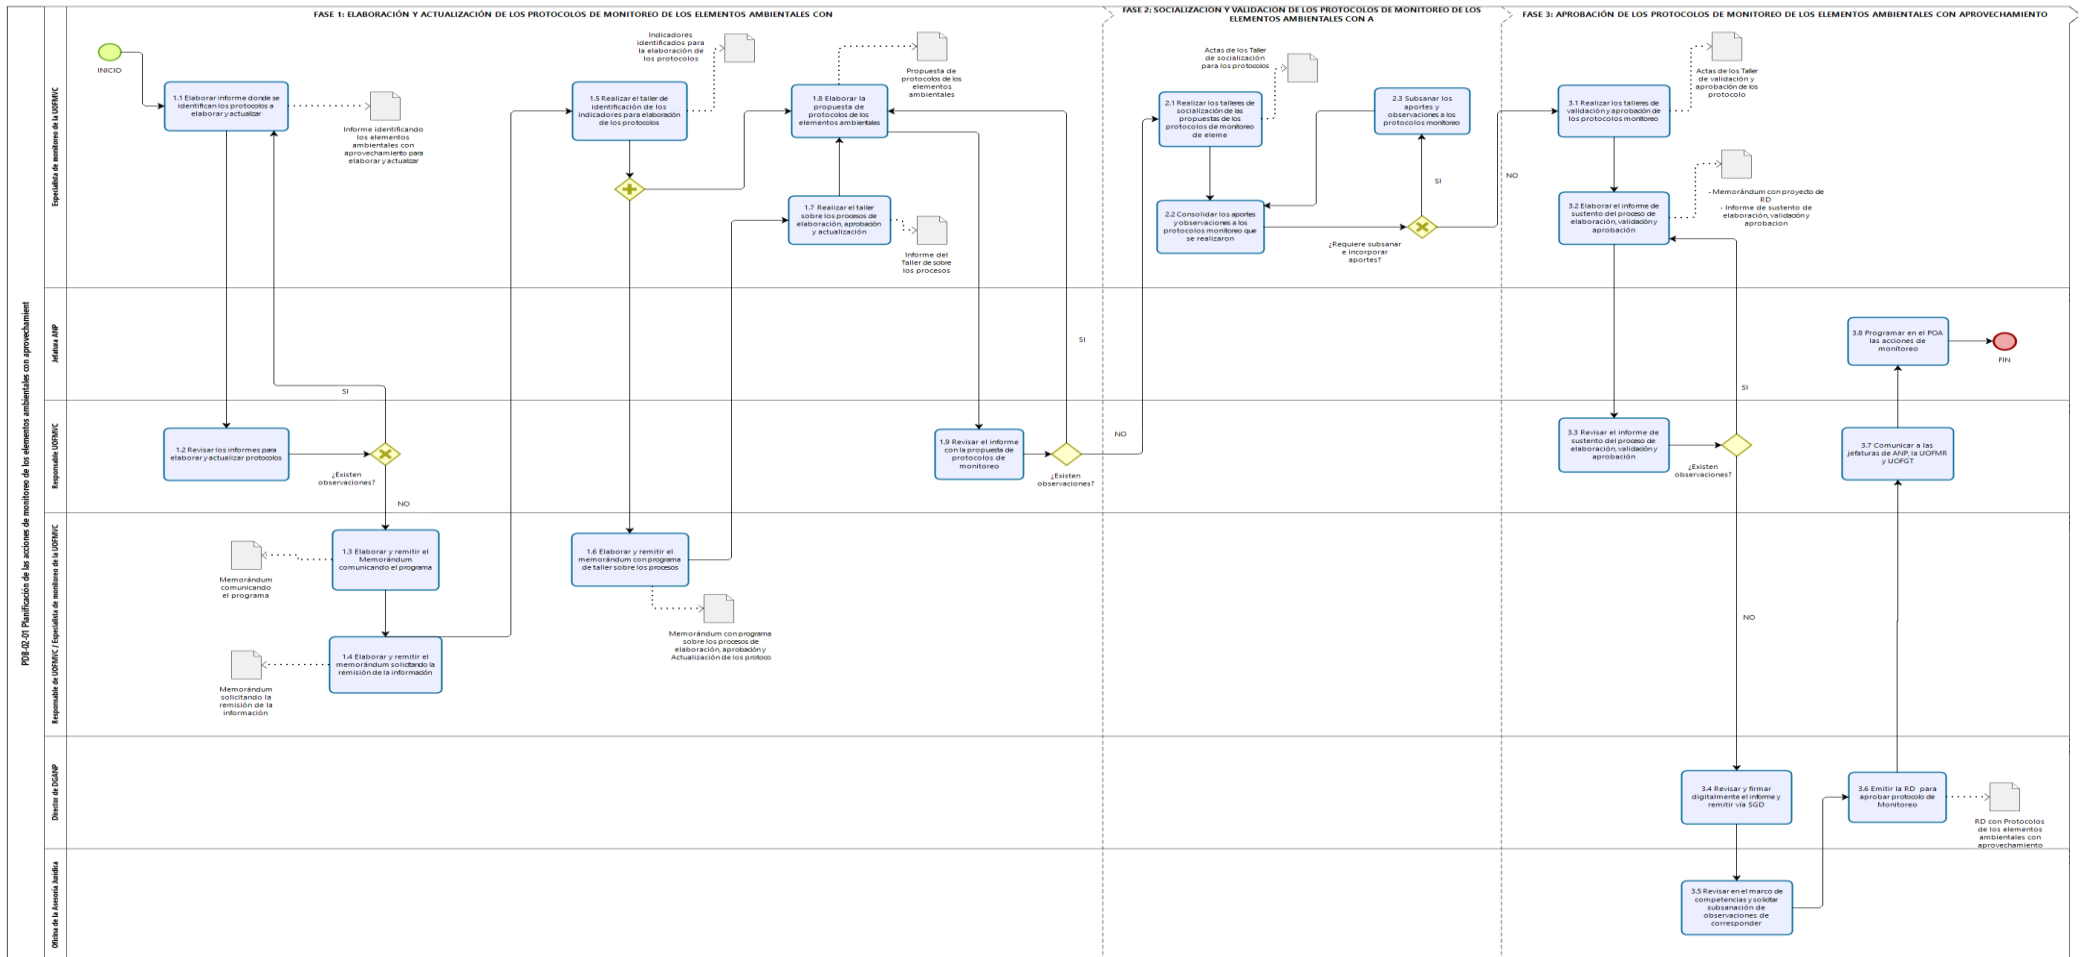 PDB-02-01 Planificación de las acciones de monitoreo de los elementos ambientales con aprovechamient
FASE 1: ELABORACIÓN Y ACTUALIZACIÓN DE LOS PROTOCOLOS DE MONITOREO DE LOS ELEMENTOS AMBIENTALES CON
FASE 2: SOCIALIZACION Y VALIDACION DE LOS PROTOCOLOS DE MONITOREO DE LOS
ELEMENTOS AMBIENTALES CON A
FASE 3: APROBACIÓN DE LOS PROTOCOLOS DE MONITOREO DE LOS ELEMENTOS AMBIENTALES CON APROVECHAMIENTO
Especialista de monitoreo de la UOFMVC
INICIO
1.1 Elaborar informe donde se
identifican los protocolos a
elaborar y actualizar
Informe identificando
los elementos
ambientales con
aprovechamiento para
elaborar y actualizar
Indicadores
identificados para
la elaboración de
los protocolos
1.5 Realizar el taller de
identificación de los
indicadores para elaboración
de los protocolos
Propuesta de
protocolos de los
elementos
ambientales
1.8 Elaborar la
propuesta de
protocolos de los
elementos ambientales
1.7 Realizar el taller
sobre los procesos de
elaboración, aprobación
y actualización
Informe del
Taller de sobre
los procesos
Actas de los Taller
de socialización
para los protocolos
2.1 Realizar los talleres de
socialización de las
propuestas de los
protocolos de monitoreo
de eleme
2.3 Subsanar los
aportes y
observaciones a los
protocolos monitoreo
2.2 Consolidar los aportes
y observaciones a los
protocolos monitoreo que
se realizaron
¿Requiere subsanar
e incorporar
aportes?
SI
NO
3.1 Realizar los talleres de
validación y aprobación de
los protocolos monitoreo
Actas de los Taller
de validación y
aprobación de los
protocolo
3.2 Elaborar el informe de
sustento del proceso de
elaboración, validación y
aprobación
- Memorándum con proyecto de
RD
- Informe de sustento de
elaboración, validación y
aprobacion
Jefatura ANP
SI
SI
SI
3.8 Programar en el POA
las acciones de
monitoreo
FIN
Responsable UOFMVC
1.2 Revisar los informes para
elaborar y actualizar protocolos
¿Existen
observaciones?
NO
1.9 Revisar el informe
con la propuesta de
protocolos de
monitoreo
¿Existen
observaciones?
NO
3.3 Revisar el informe de
sustento del proceso de
elaboración, validación y
aprobación
¿Existen
observaciones?
3.7 Comunicar a las
jefaturas de ANP, la UOFMR
y UOFGT
Responsable de UOFMVC / Especialista de monitoreo de la UOFMVC
1.3 Elaborar y remitir el
Memorándum
comunicando el programa
Memorándum
comunicando
el programa
1.4 Elaborar y remitir el
memorándum solicitando la
remisión de la información
Memorándum
solicitando la
remisión de la
información
1.6 Elaborar y remitir el
memorándum con programa
de taller sobre los procesos
Memorándum con programa
sobre los procesos de
elaboración, aprobación y
Actualización de los protoco
NO
Director de DGANP
3.4 Revisar y firmar
digitalmente el informe y
remitir vía SGD
3.6 Emitir la RD para
aprobar protocolo de
Monitoreo
RD con Protocolos
de los elementos
ambientales con
aprovechamiento
Oficina de la Asesoría Jurídica
3.5 Revisar en el marco de
competencias y solicitar
subsanación de
observaciones de
corresponder